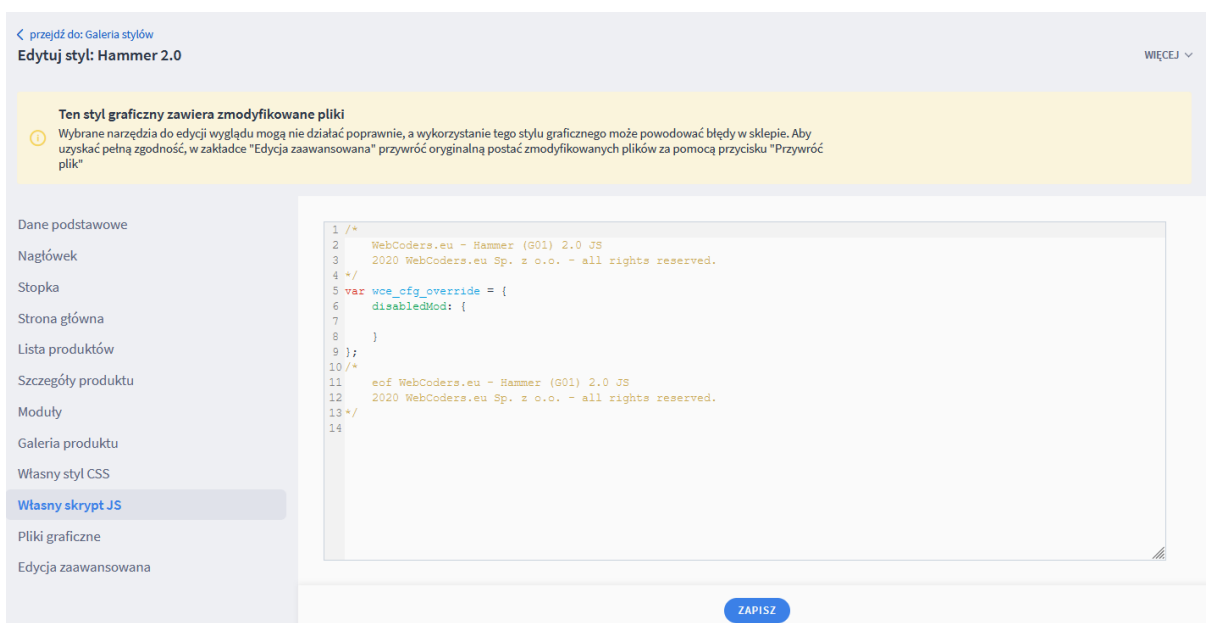 przejdź do: Galeria stylów
Edytuj styl: Hammer 2.0
WIĘCEJ
Ten styl graficzny zawiera zmodyfikowane pliki
Wybrane narzędzia do edycji wyglądu mogą nie działać poprawnie, a wykorzystanie tego stylu graficznego może powodować błędy w sklepie. Aby
uzyskać pełną zgodność, w zakładce "Edycja zaawansowana" przywróć oryginalną postać zmodyfikowanych plików za pomocą przycisku "Przywróć
plik"
Dane podstawowe
Nagłówek
Stopka
Strona główna
Lista produktów
Szczegóły produktu
Moduły
Galeria produktu
Własny styl CSS
Własny skrypt JS
Pliki graficzne
Edycja zaawansowana
1 /*
2 WebCoders.eu - Hammer (G01) 2.0 JS
3 2020 WebCoders.eu Sp. z o.o. - all rights reserved.
4 */
5 var wce_cfg_override = {
6 disabledMod: {
7
8 }
9 };
10 /*
11 eof WebCoders.eu - Hammer (G01) 2.0 JS
12 2020 WebCoders.eu Sp. z o.o. - all rights reserved.
13 */
14
ZAPISZ